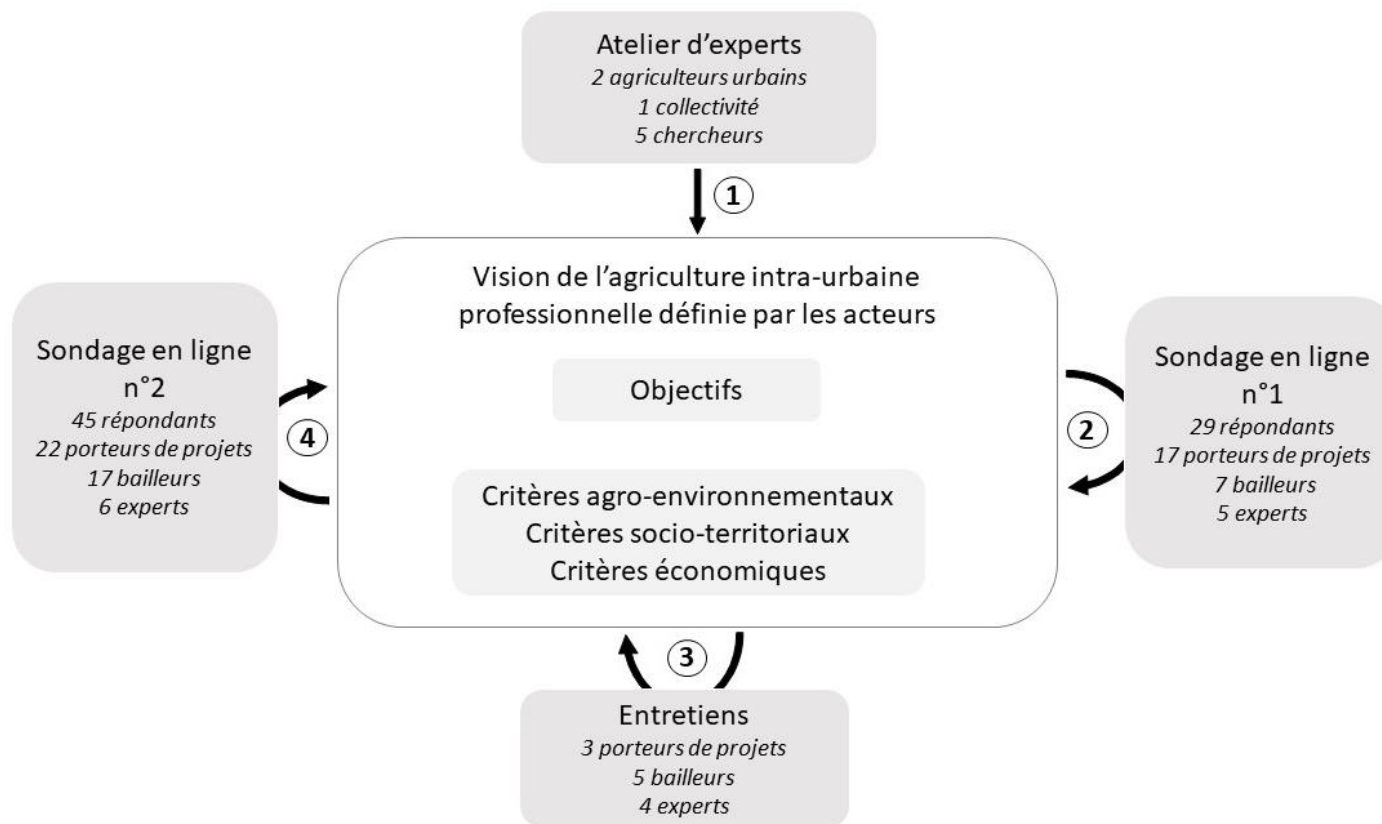 Atelier d'experts
2 agriculteurs urbains
1 collectivité
5 chercheurs
1
Vision de l'agriculture intra-urbaine
professionnelle définie par les acteurs
Objectifs
Critères agro-environnementaux
Critères socio-territoriaux
Critères économiques
Sondage en ligne
n°1
29 répondants
17 porteurs de projets
7 bailleurs
5 experts
2
3
Entretiens
3 porteurs de projets
5 bailleurs
4 experts
Sondage en ligne
n°2
45 répondants
22 porteurs de projets
17 bailleurs
6 experts
4